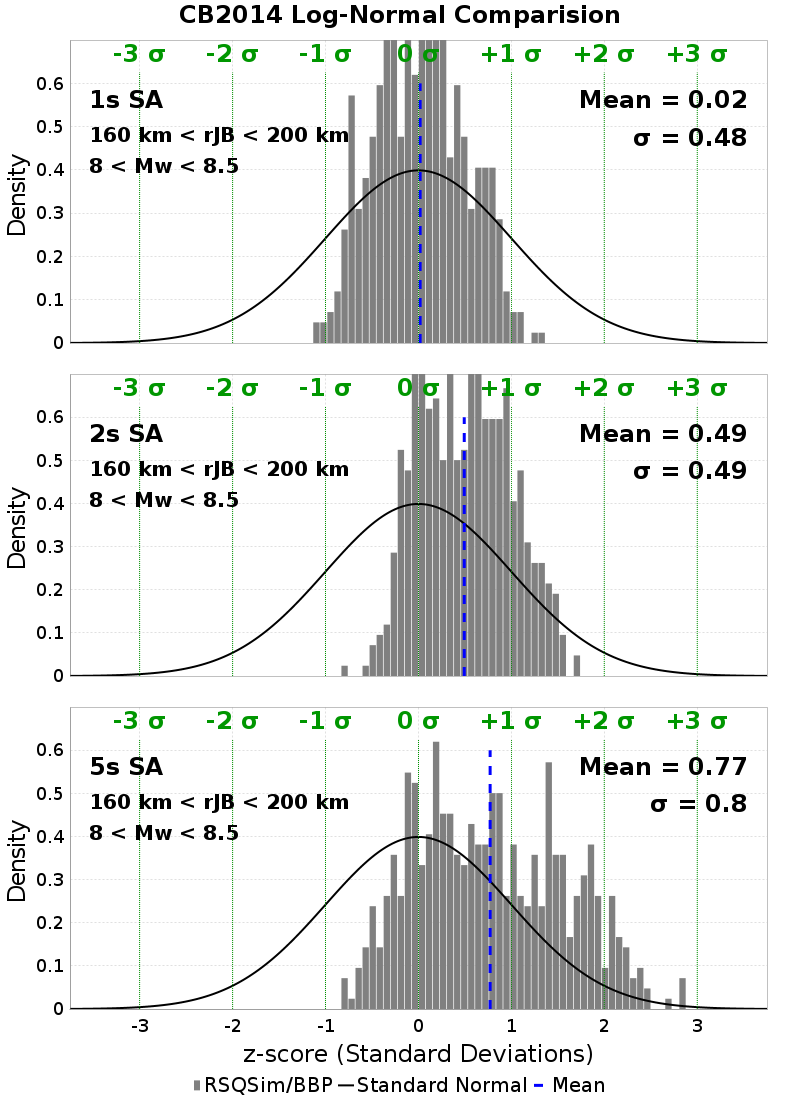 CB2014 Log-Normal Comparision
-3 σ -2 σ -1 σ 0 σ +1 σ +2 σ +3 σ
1s SA
160 km < rJB < 200 km
8 < Mw < 8.5
Mean = 0.02
σ = 0.48
Density
0.6
0.5
0.4
0.3
0.2
0.1
0
-3 σ -2 σ -1 σ 0 σ +1 σ +2 σ +3 σ
2s SA
160 km < rJB < 200 km
8 < Mw < 8.5
Mean = 0.49
σ = 0.49
Density
0.6
0.5
0.4
0.3
0.2
0.1
0
-3 σ -2 σ -1 σ 0 σ +1 σ +2 σ +3 σ
5s SA
160 km < rJB < 200 km
8 < Mw < 8.5
Mean = 0.77
σ = 0.8
Density
0.6
0.5
0.4
0.3
0.2
0.1
0
-3 -2 -1 0 1 2 3
z-score (Standard Deviations)
RSQSim/BBP Standard Normal Mean